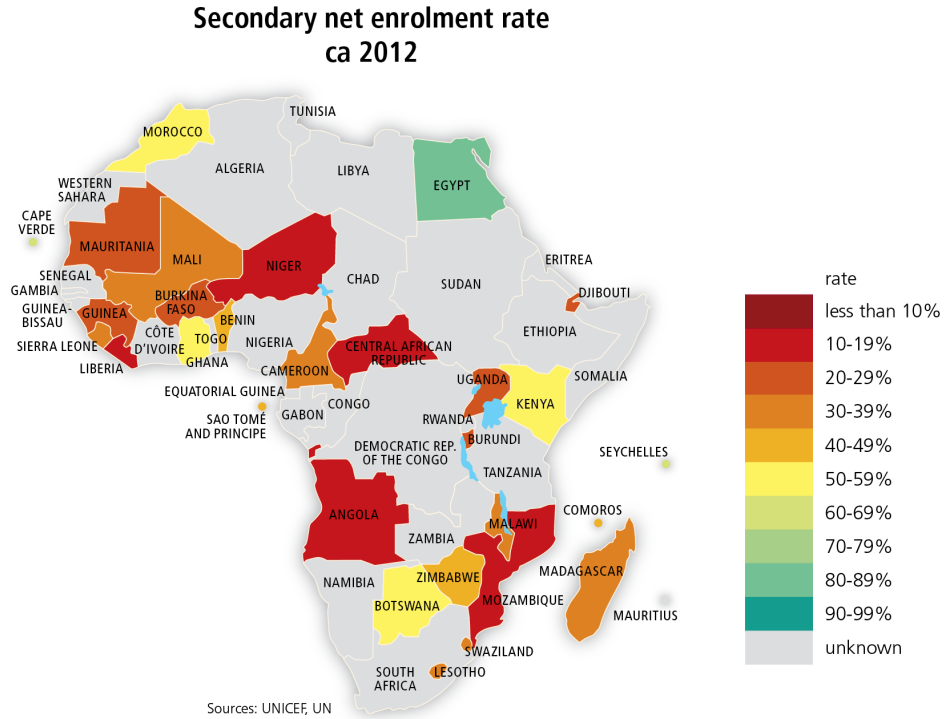 Secondary net enrolment rate
ca 2012
TUNISIA
MOROCCO
ALGERIA
LIBYA
EGYPT
WESTERN
SAHARA
CAPE
VERDE
MAURITANIA
MALI
NIGER
CHAD
SUDAN
ERITREA
SENEGAL
GAMBIA
GUINEA-
BISSAU
GUINEA
BURKINA
FASO
BENIN
DJIBOUTI
SIERRA LEONE
LIBERIA
CÔTE
D'IVOIRE
TOGO
GHANA
NIGERIA
CENTRAL AFRICAN
REPUBLIC
ETHIOPIA
CAMEROON
SOMALIA
EQUATORIAL GUINEA
SAO TOMÉ
AND PRINCIPE
GABON
CONGO
UGANDA
KENYA
RWANDA
BURUNDI
DEMOCRATIC REP.
OF THE CONGO
TANZANIA
SEYCHELLES
COMOROS
ANGOLA
ZAMBIA
MALAWI
MADAGASCAR
NAMIBIA
ZIMBABWE
BOTSWANA
MOZAMBIQUE
MAURITIUS
SWAZILAND
LESOTHO
SOUTH
AFRICA
rate
less than 10%
10-19%
20-29%
30-39%
40-49%
50-59%
60-69%
70-79%
80-89%
90-99%
unknown
Sources: UNICEF, UN